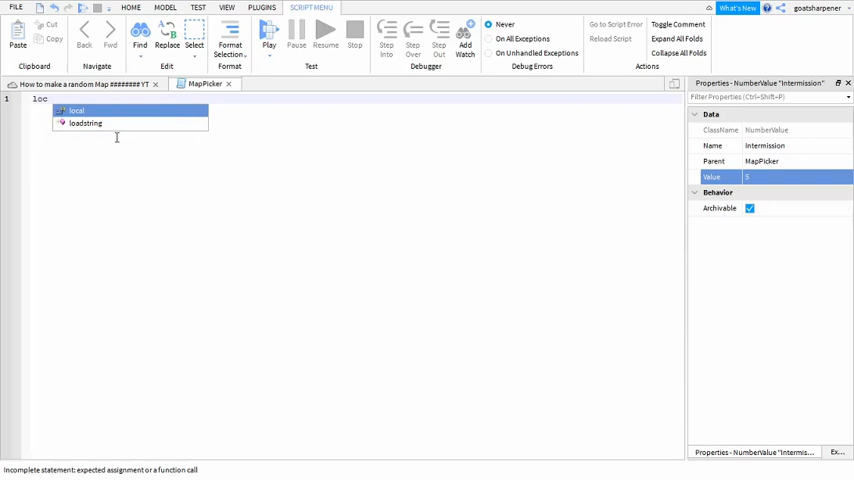 FILE HOME MODEL TEST VIEW PLUGINS SCRIPT MENU What's New goatsharpener
Paste Cut Copy Back Fwd Find Replace Select Format Selection Play Pause Resume Stop Step Into Step Over Step Out Add Watch Never On All Exceptions On Unhandled Exceptions Go to Script Error Reload Script Toggle Comment Expand All Folds Collapse All Folds
Clipboard Navigate Edit Format Test Debugger Debug Errors Actions
How to make a random Map ######## YT MapPicker Properties - NumberValue "Intermission"
Filter Properties (Ctrl+Shift+P)
1 loc
local
loadstring
Data
ClassName NumberValue
Name Intermission
Parent MapPicker
Value 5
Behavior
Archivable
Properties - NumberValue "Intermis... Ex...
Incomplete statement: expected assignment or a function call